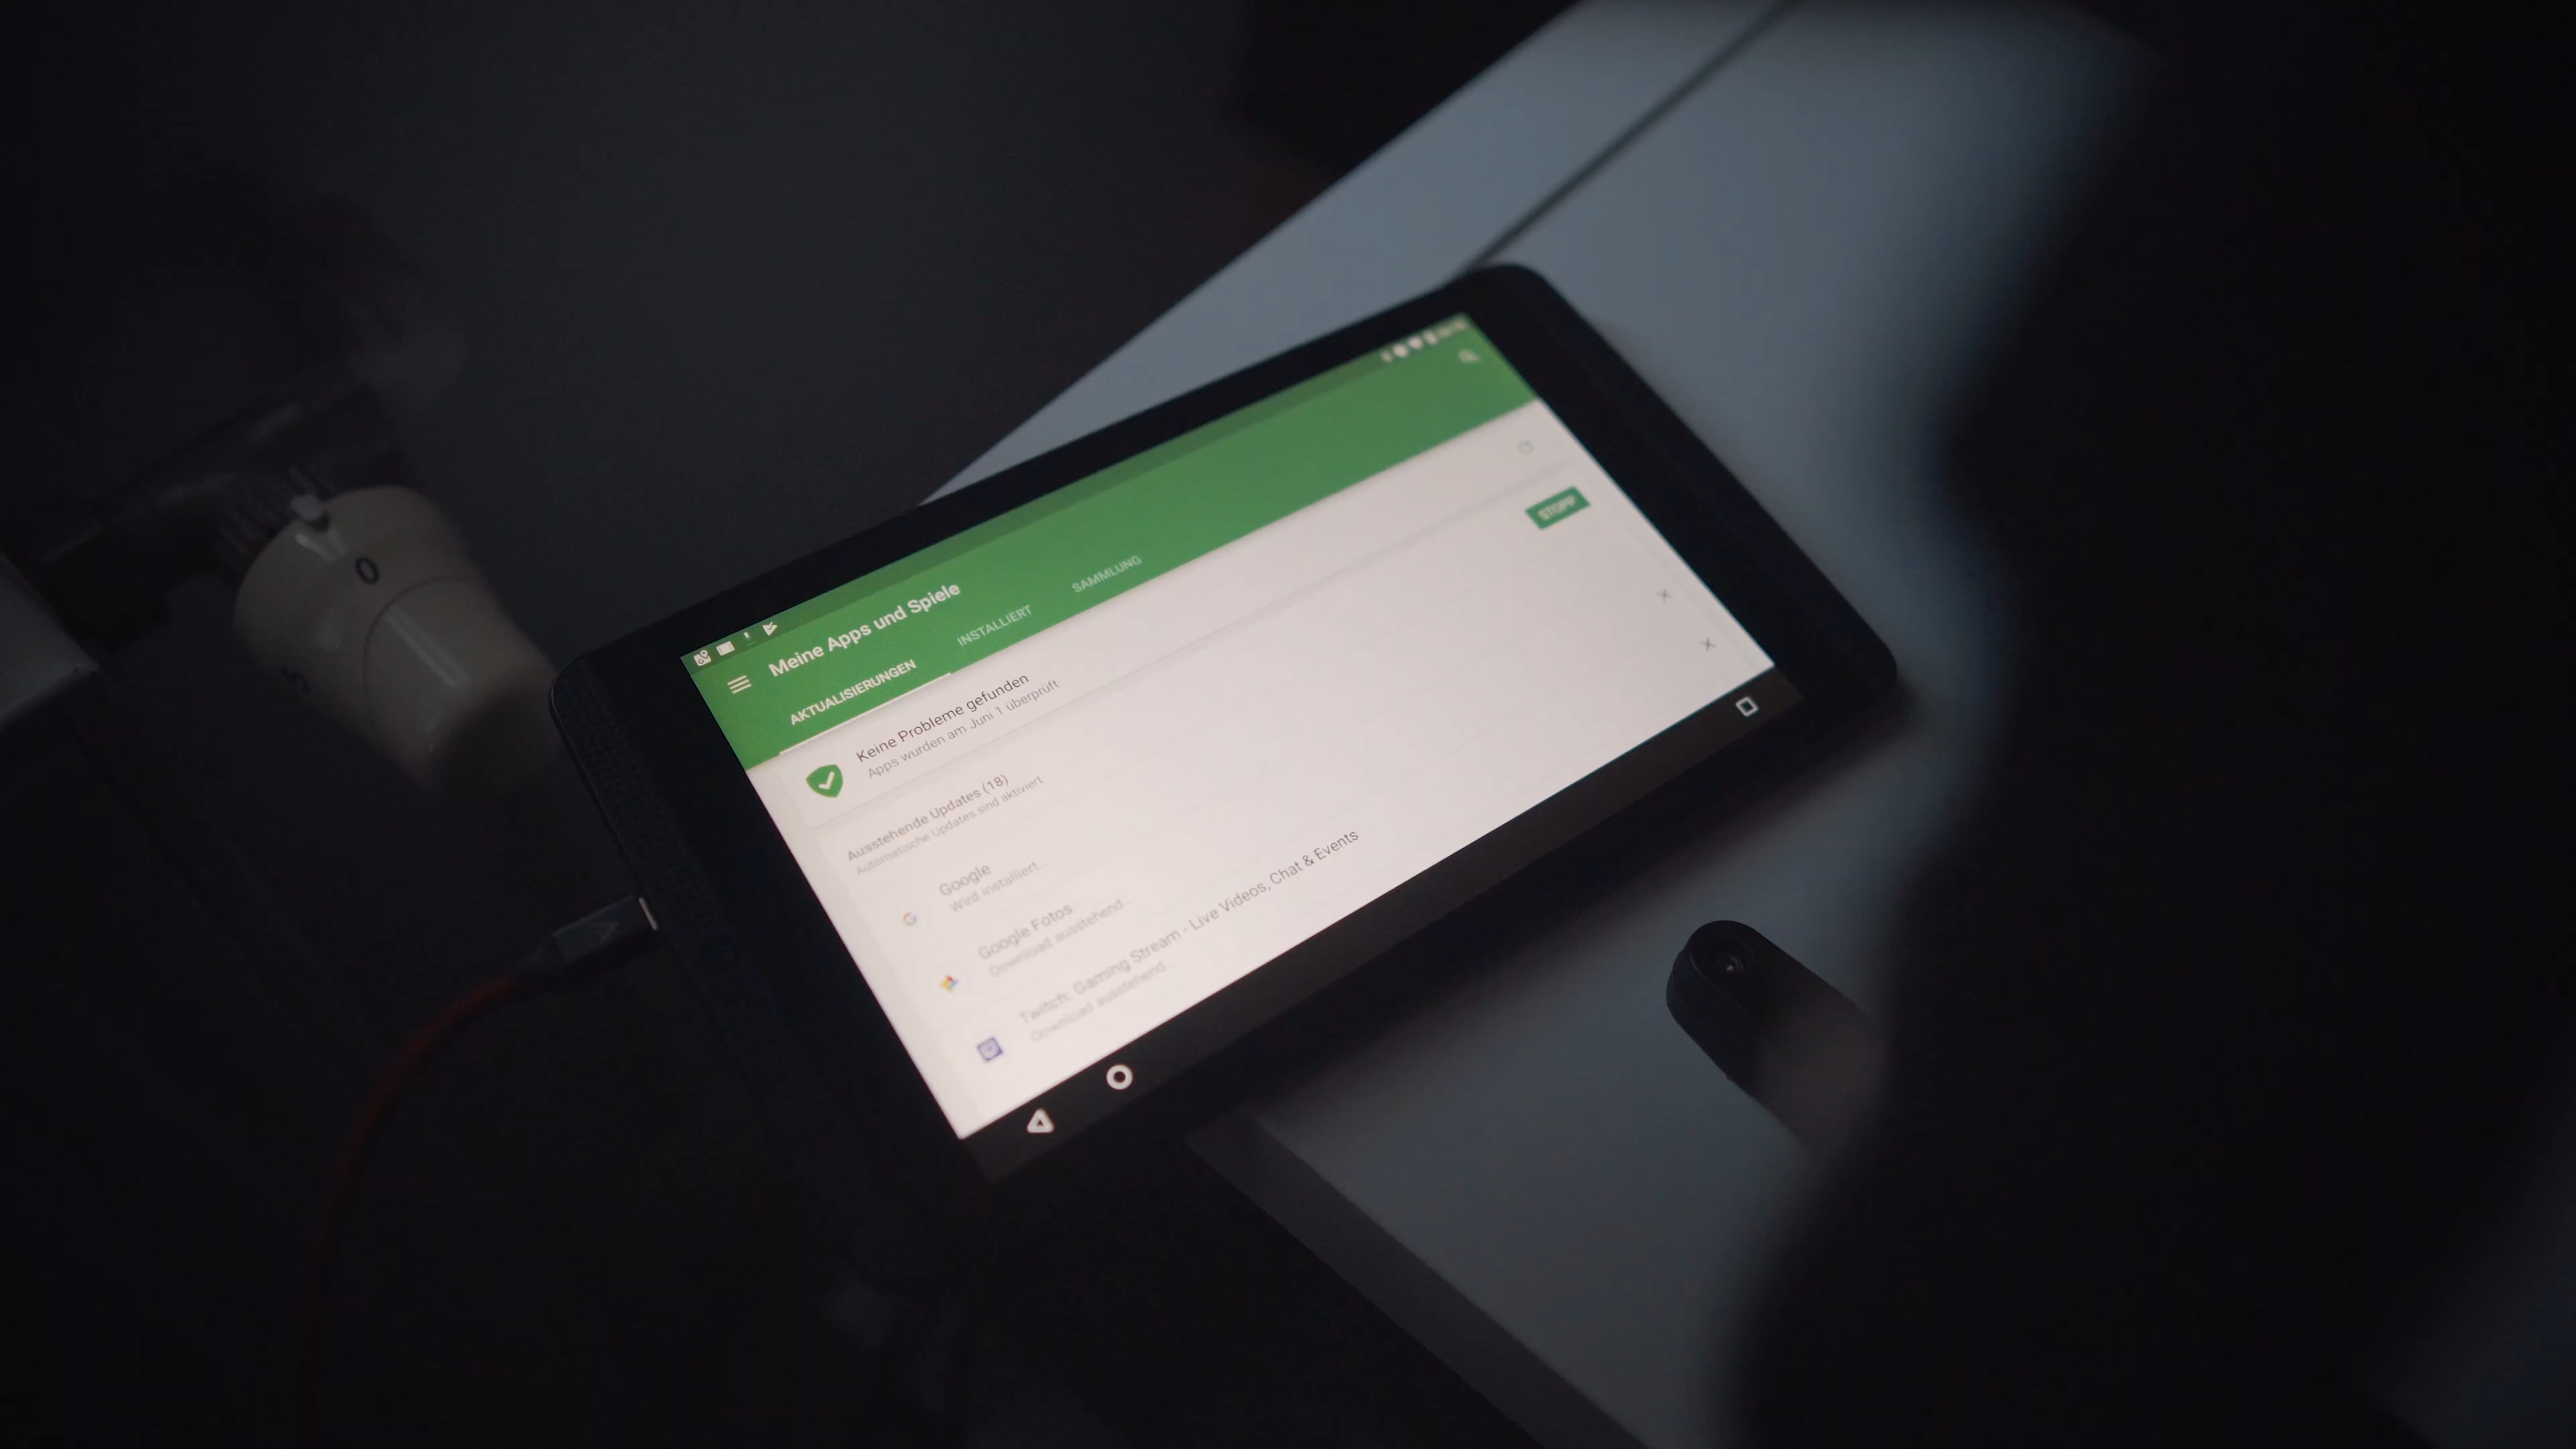 Meine Apps und Spiele
AKTUALISIERUNGEN
INSTALLIERT
SAMMLUNG
Keine Probleme gefunden
Apps wurden am Juni 1 überprüft
Ausstehende Updates (18)
Automatische Updates sind aktiviert
STOPP
Google
Wird installiert...
Google Fotos
Download ausstehend...
Twitch: Gaming Stream - Live Videos, Chat & Events
Download ausstehend...
0
5